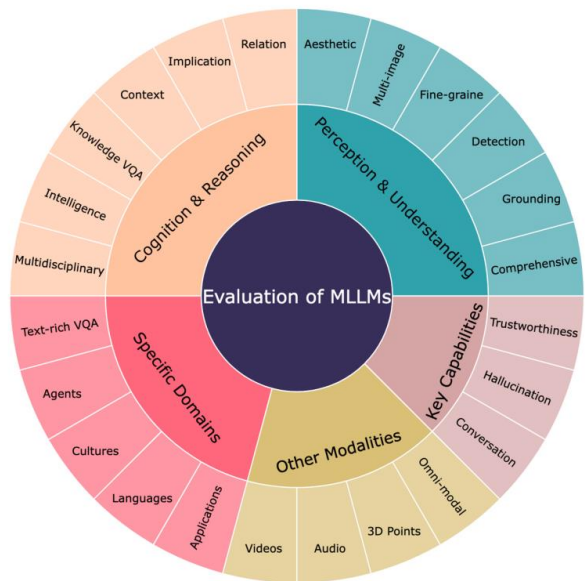 Evaluation of MLLMs
Perception & Understanding
Aesthetic
Multi-image
Fine-graine
Detection
Grounding
Comprehensive
Key Capabilities
Trustworthiness
Hallucination
Conversation
Other Modalities
Omni-modal
3D Points
Audio
Videos
Specific Domains
Applications
Languages
Cultures
Agents
Text-rich VQA
Cognition & Reasoning
Multidisciplinary
Intelligence
Knowledge VQA
Context
Implication
Relation